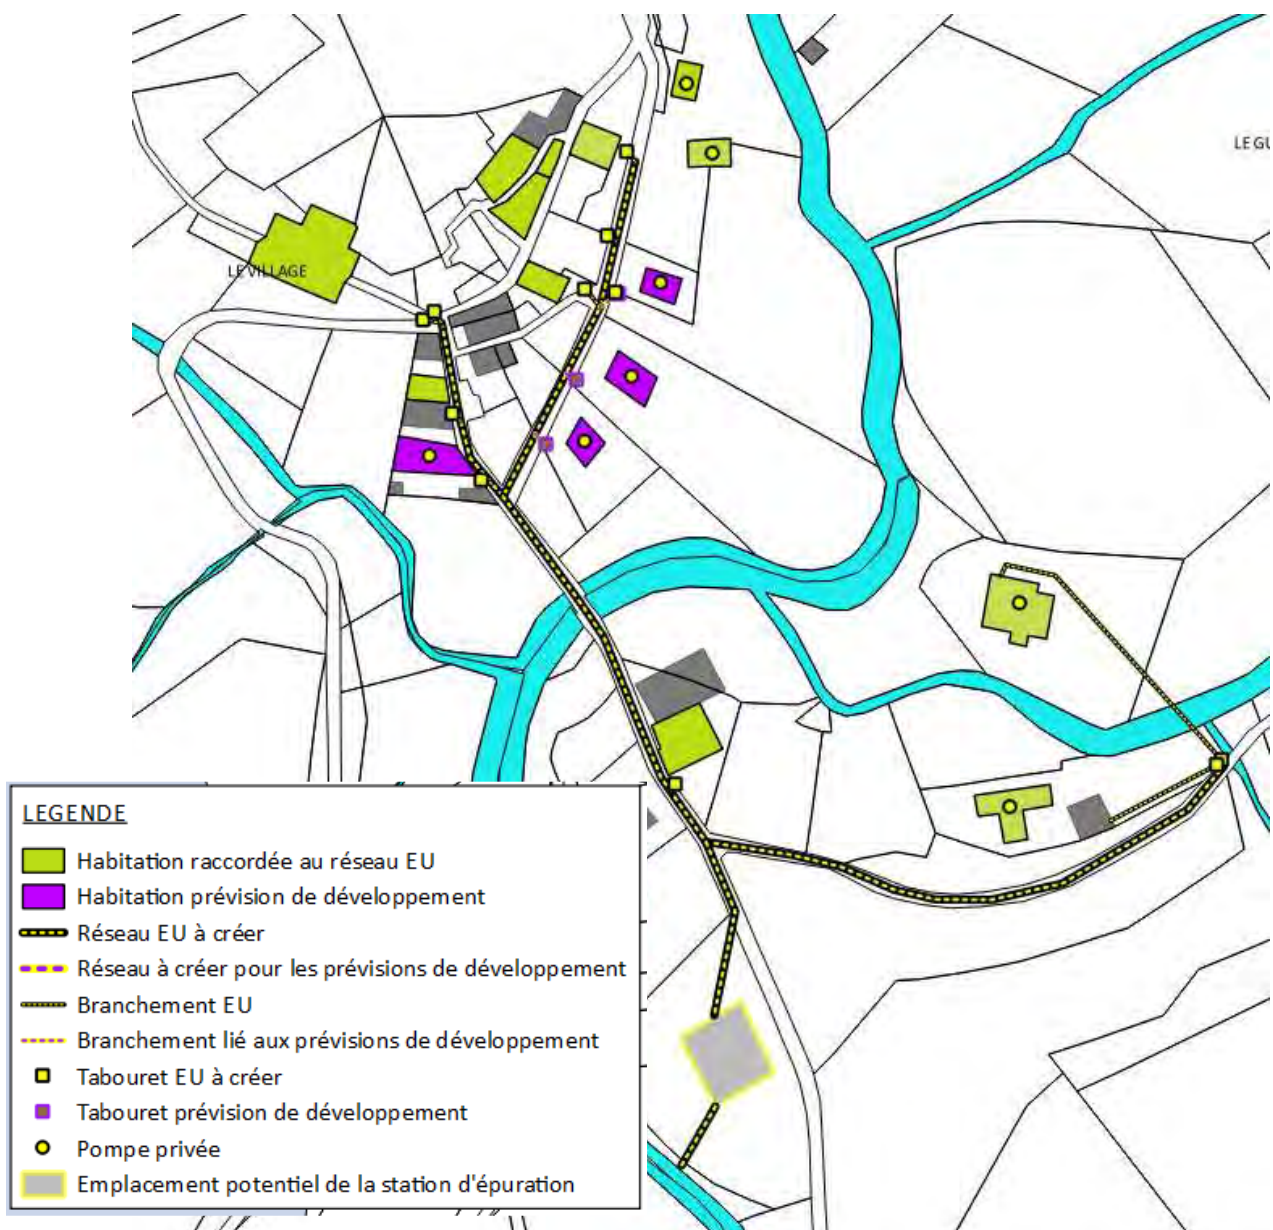 LE GU
LE VILLAGE
LEGENDE
Habitation raccordée au réseau EU
Habitation prévision de développement
Réseau EU à créer
Réseau à créer pour les prévisions de développement
Branchement EU
Branchement lié aux prévisions de développement
Tabouret EU à créer
Tabouret prévision de développement
Pompe privée
Emplacement potentiel de la station d'épuration